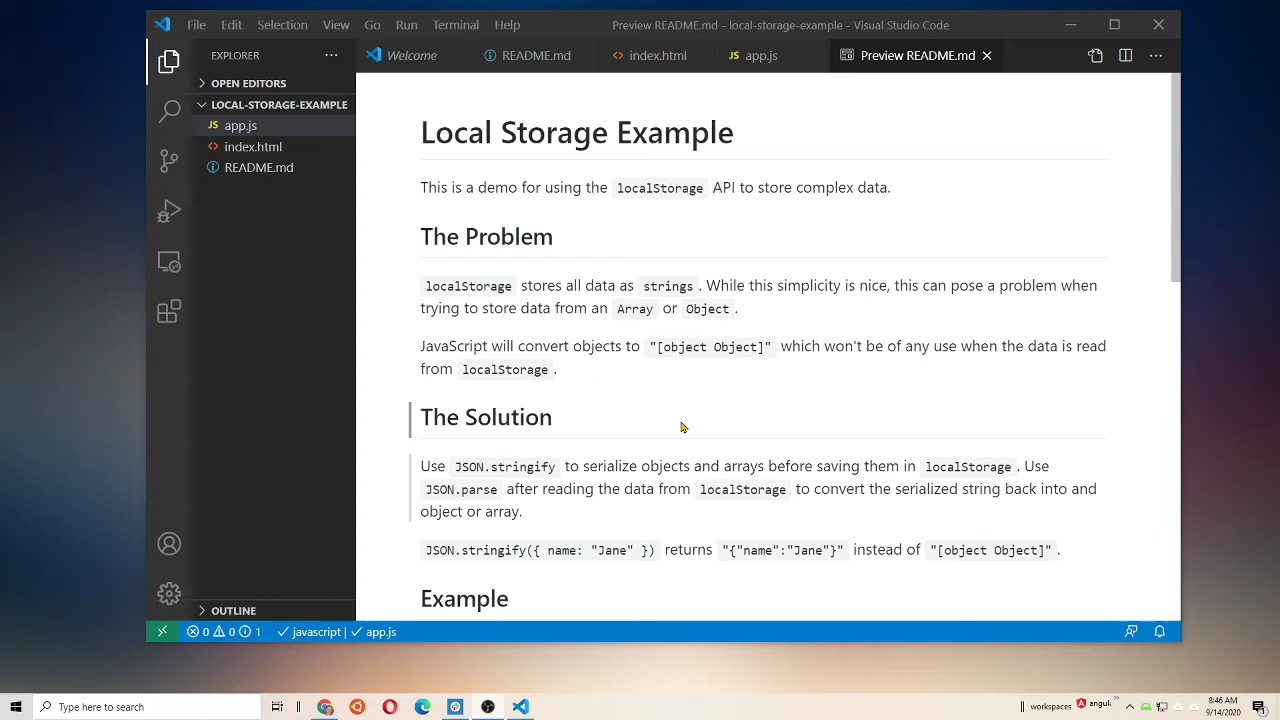 File Edit Selection View Go Run Terminal Help Preview README.md - local-storage-example - Visual Studio Code
EXPLORER ··· Welcome README.md index.html JS app.js Preview README.md ···
OPEN EDITORS
LOCAL-STORAGE-EXAMPLE
JS app.js
index.html
README.md
Local Storage Example
This is a demo for using the localStorage API to store complex data.
The Problem
localStorage stores all data as strings. While this simplicity is nice, this can pose a problem when
trying to store data from an Array or Object.
JavaScript will convert objects to "[object Object]" which won't be of any use when the data is read
from localStorage.
The Solution
Use JSON.stringify to serialize objects and arrays before saving them in localStorage. Use
JSON.parse after reading the data from localStorage to convert the serialized string back into and
object or array.
JSON.stringify({ name: "Jane" }) returns "{"name":"Jane"}" instead of "[object Object]".
Example
OUTLINE
0 0 1 javascript | app.js
Type here to search
workspaces
anguli
8:46 AM
9/14/2020
1